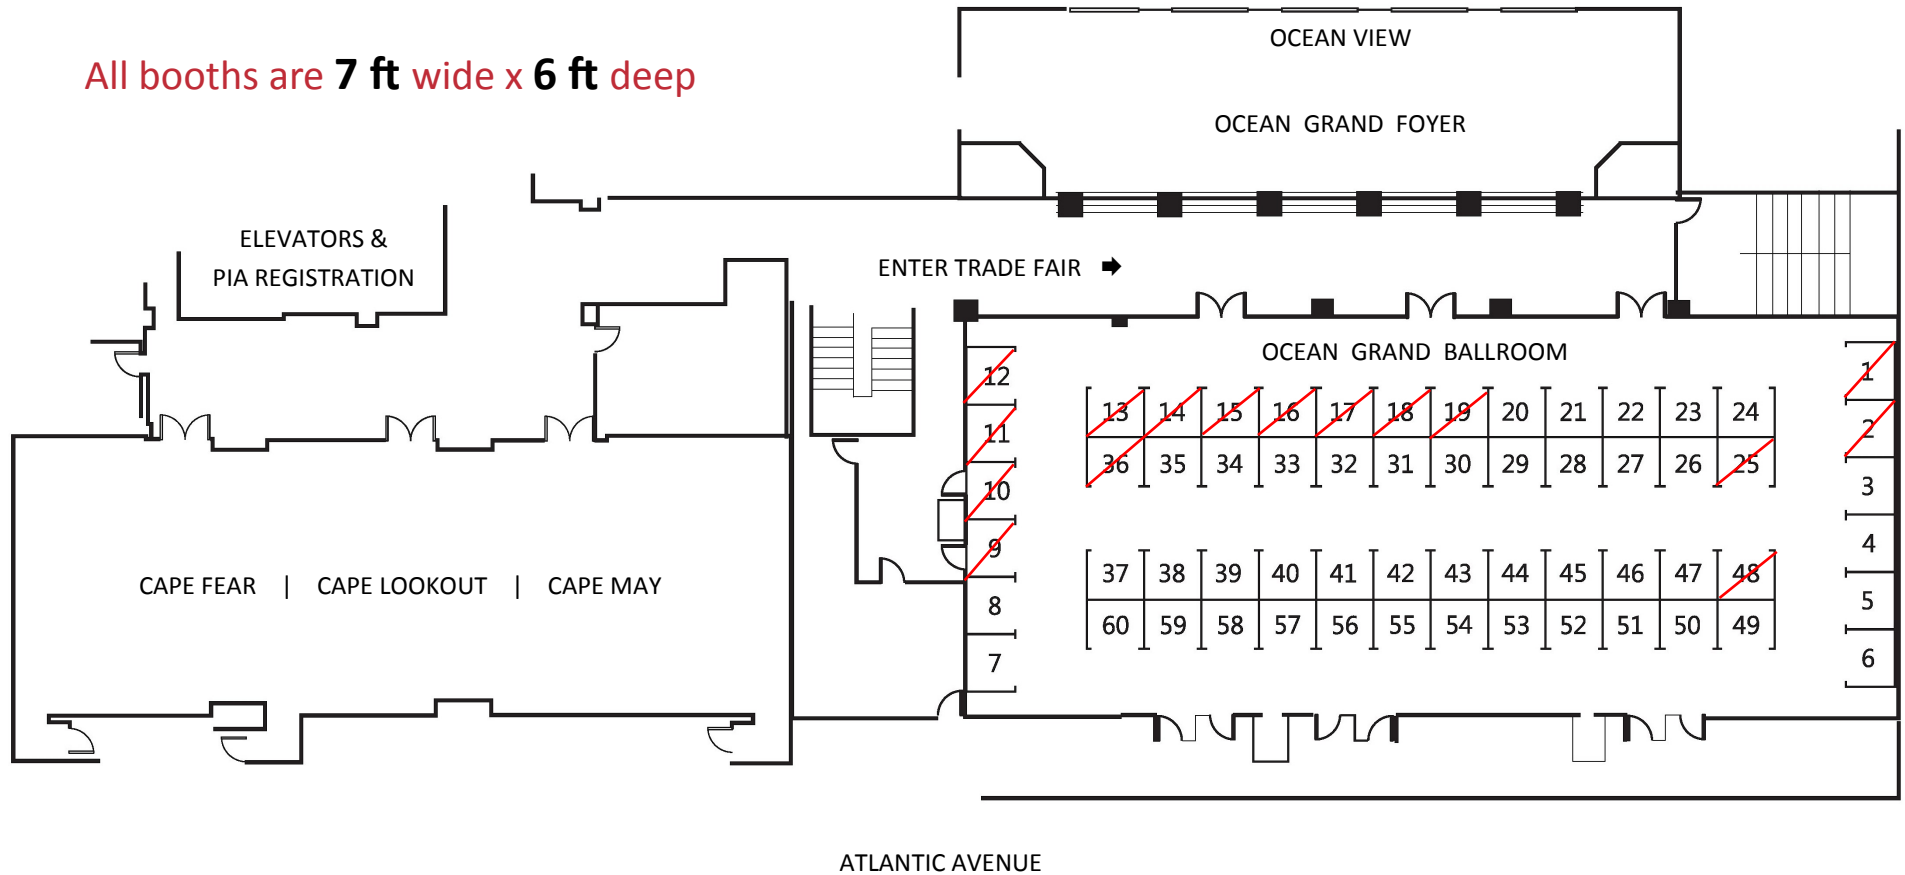 All booths are 7 ft wide x 6 ft deep
OCEAN VIEW
OCEAN GRAND FOYER
ELEVATORS &
PIA REGISTRATION
ENTER TRADE FAIR
OCEAN GRAND BALLROOM
12
11
10
9
8
7
13 14 15 16 17 18 19 20 21 22 23 24
36 35 34 33 32 31 30 29 28 27 26 25
37 38 39 40 41 42 43 44 45 46 47 48
60 59 58 57 56 55 54 53 52 51 50 49
1
2
3
4
5
6
CAPE FEAR | CAPE LOOKOUT | CAPE MAY
ATLANTIC AVENUE